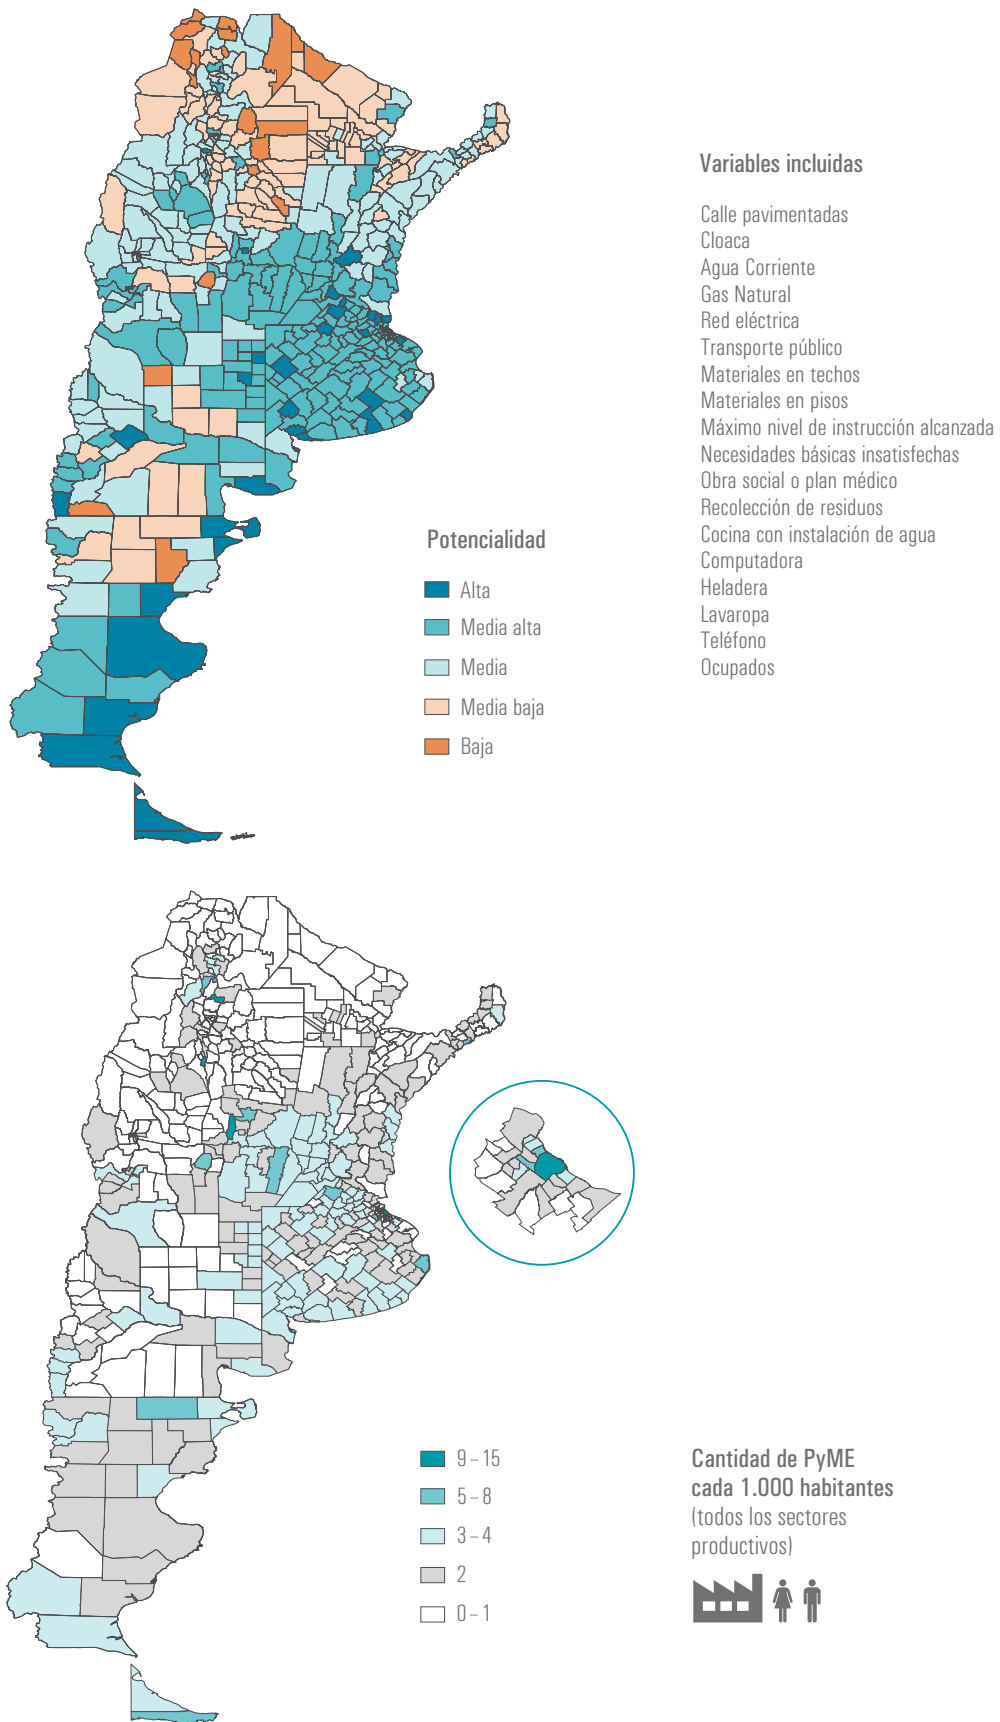 Variables incluidas
Calle pavimentadas
Cloaca
Agua Corriente
Gas Natural
Red eléctrica
Transporte público
Materiales en techos
Materiales en pisos
Máximo nivel de instrucción alcanzada
Necesidades básicas insatisfechas
Obra social o plan médico
Recolección de residuos
Cocina con instalación de agua
Computadora
Heladera
Lavaropa
Teléfono
Ocupados
Potencialidad
Alta
Media alta
Media
Media baja
Baja
9 – 15
5 – 8
3 – 4
2
0 – 1
Cantidad de PyME
cada 1.000 habitantes
(todos los sectores
productivos)